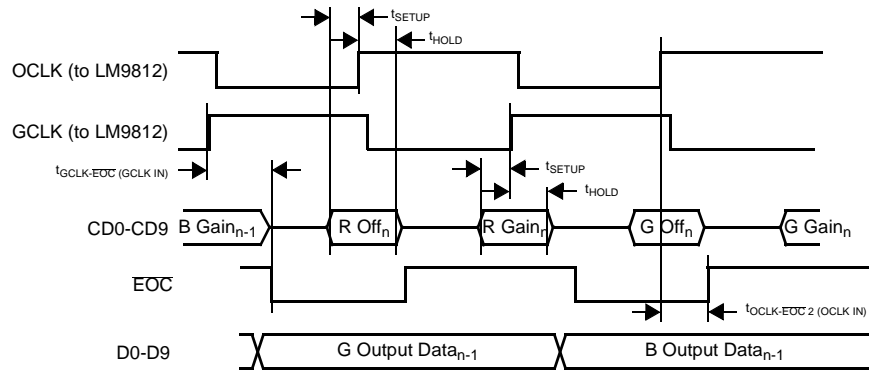 tSETUP
tHOLD
OCLK (to LM9812)
GCLK (to LM9812)
tGCLK-EOC (GCLK IN)
tSETUP
tHOLD
CD0-CD9 B Gainn-1 R Offn R Gainn G Offn G Gainn
EOC
tOCLK-EOC 2 (OCLK IN)
D0-D9 G Output Datan-1 B Output Datan-1